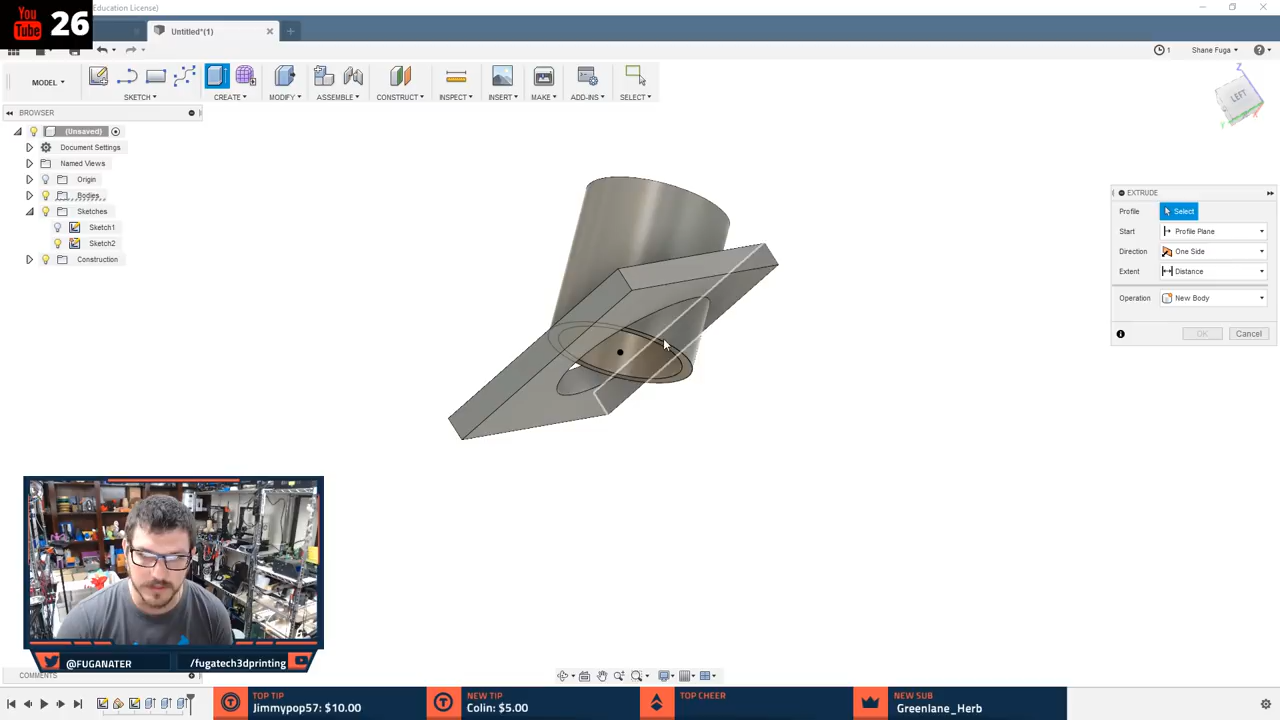 You Tube 26
Education License)
Untitled*(1)
1
Shane Fuga
MODEL
SKETCH
CREATE
MODIFY
ASSEMBLE
CONSTRUCT
INSPECT
INSERT
MAKE
ADD-INS
SELECT
BROWSER
(Unsaved)
Document Settings
Named Views
Origin
Bodies
Sketches
Sketch1
Sketch2
Construction
Z
LEFT
Y
X
EXTRUDE
Profile Select
Start Profile Plane
Direction One Side
Extent Distance
Operation New Body
OK Cancel
@FUGANATER
/fugatech3dprinting
COMMENTS
TOP TIP
Jimmypop57: $10.00
NEW TIP
Colin: $5.00
TOP CHEER
NEW SUB
Greenlane_Herb